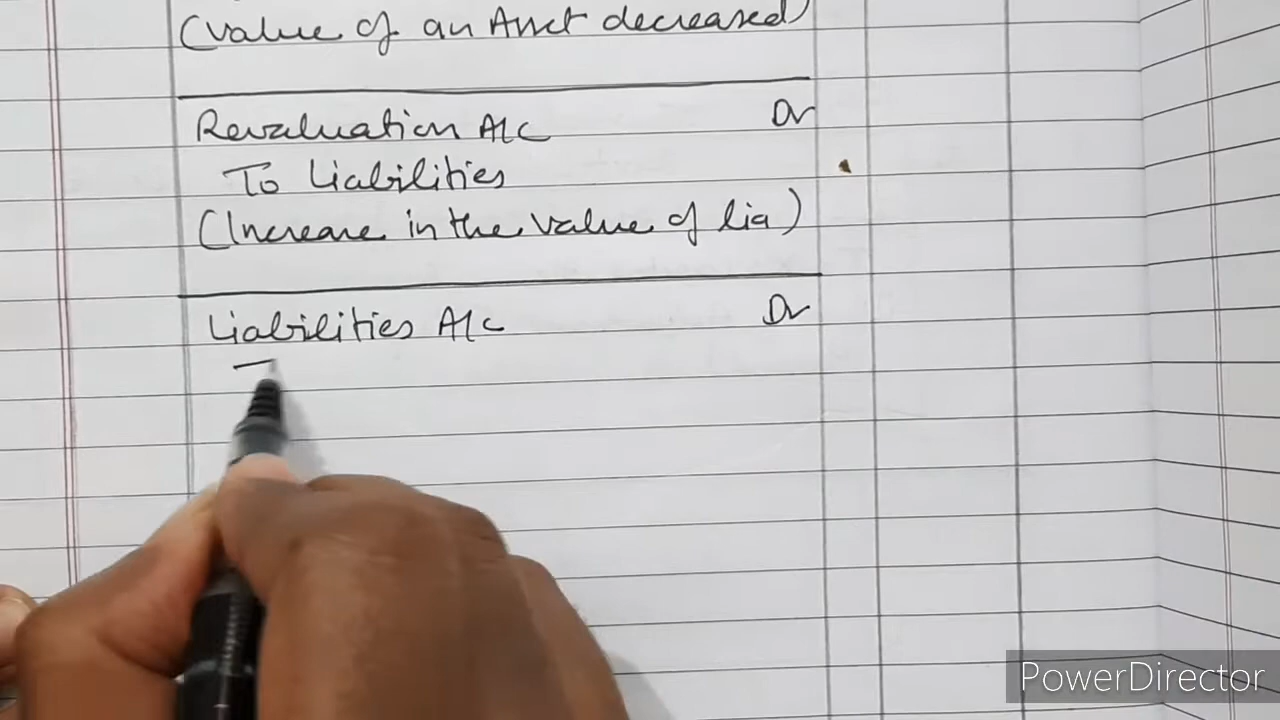 (value of an Asset decreased)
Revaluation A/c Dr
To Liabilities
(Increase in the value of lia)
Liabilities A/c Dr
PowerDirector